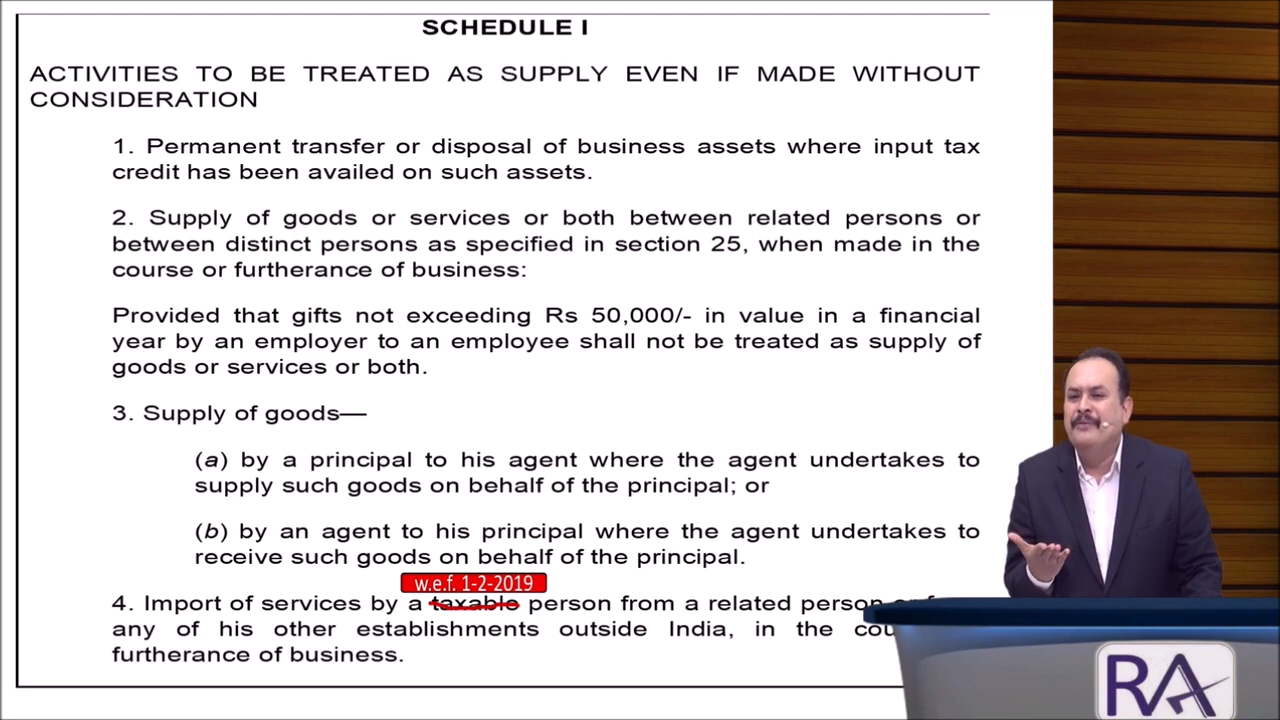 SCHEDULE I
ACTIVITIES TO BE TREATED AS SUPPLY EVEN IF MADE WITHOUT
CONSIDERATION
1. Permanent transfer or disposal of business assets where input tax
credit has been availed on such assets.
2. Supply of goods or services or both between related persons or
between distinct persons as specified in section 25, when made in the
course or furtherance of business:
Provided that gifts not exceeding Rs 50,000/- in value in a financial
year by an employer to an employee shall not be treated as supply of
goods or services or both.
3. Supply of goods—
(a) by a principal to his agent where the agent undertakes to
supply such goods on behalf of the principal; or
(b) by an agent to his principal where the agent undertakes to
receive such goods on behalf of the principal.
w.e.f. 1-2-2019
4. Import of services by a taxable person from a related person
any of his other establishments outside India, in the
furtherance of business.
RA